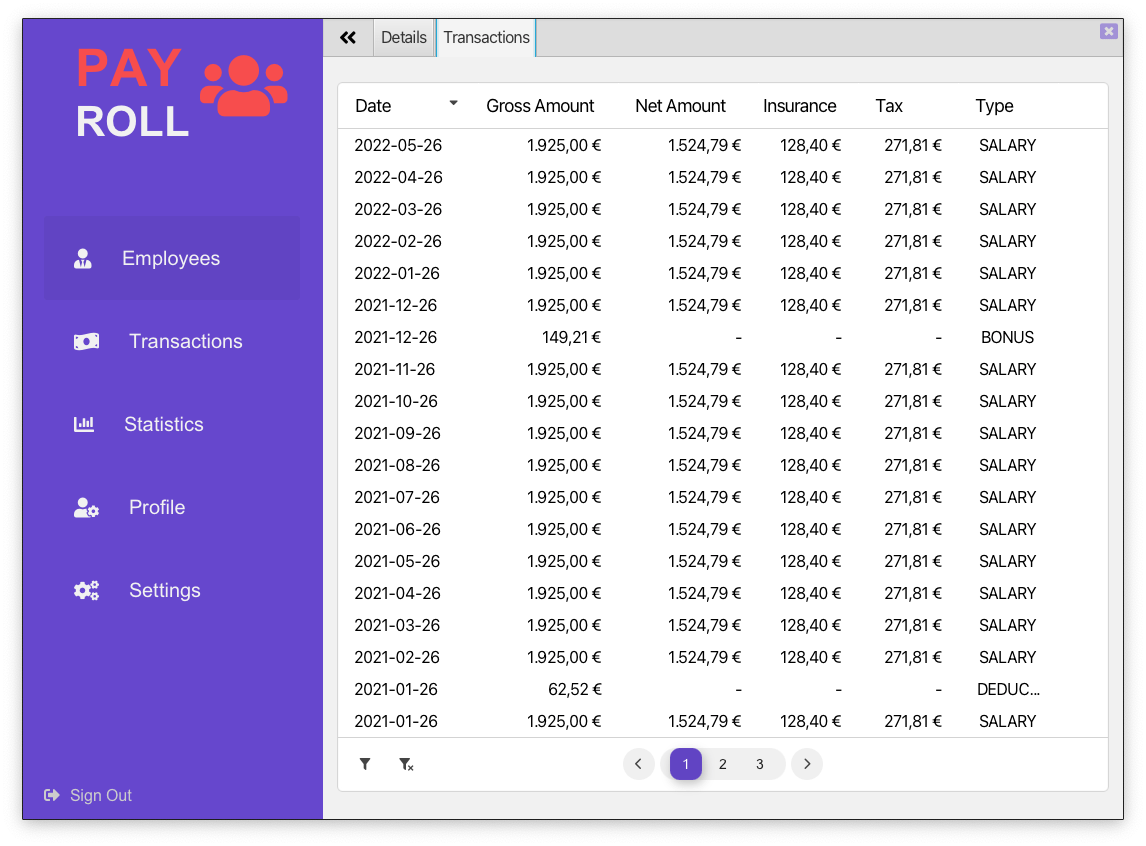 PAY
ROLL
Employees
Transactions
Statistics
Profile
Settings
Sign Out
Details Transactions
Date Gross Amount Net Amount Insurance Tax Type
2022-05-26 1.925,00 € 1.524,79 € 128,40 € 271,81 € SALARY
2022-04-26 1.925,00 € 1.524,79 € 128,40 € 271,81 € SALARY
2022-03-26 1.925,00 € 1.524,79 € 128,40 € 271,81 € SALARY
2022-02-26 1.925,00 € 1.524,79 € 128,40 € 271,81 € SALARY
2022-01-26 1.925,00 € 1.524,79 € 128,40 € 271,81 € SALARY
2021-12-26 1.925,00 € 1.524,79 € 128,40 € 271,81 € SALARY
2021-12-26 149,21 € - - - BONUS
2021-11-26 1.925,00 € 1.524,79 € 128,40 € 271,81 € SALARY
2021-10-26 1.925,00 € 1.524,79 € 128,40 € 271,81 € SALARY
2021-09-26 1.925,00 € 1.524,79 € 128,40 € 271,81 € SALARY
2021-08-26 1.925,00 € 1.524,79 € 128,40 € 271,81 € SALARY
2021-07-26 1.925,00 € 1.524,79 € 128,40 € 271,81 € SALARY
2021-06-26 1.925,00 € 1.524,79 € 128,40 € 271,81 € SALARY
2021-05-26 1.925,00 € 1.524,79 € 128,40 € 271,81 € SALARY
2021-04-26 1.925,00 € 1.524,79 € 128,40 € 271,81 € SALARY
2021-03-26 1.925,00 € 1.524,79 € 128,40 € 271,81 € SALARY
2021-02-26 1.925,00 € 1.524,79 € 128,40 € 271,81 € SALARY
2021-01-26 62,52 € - - - DEDUC...
2021-01-26 1.925,00 € 1.524,79 € 128,40 € 271,81 € SALARY
1 2 3